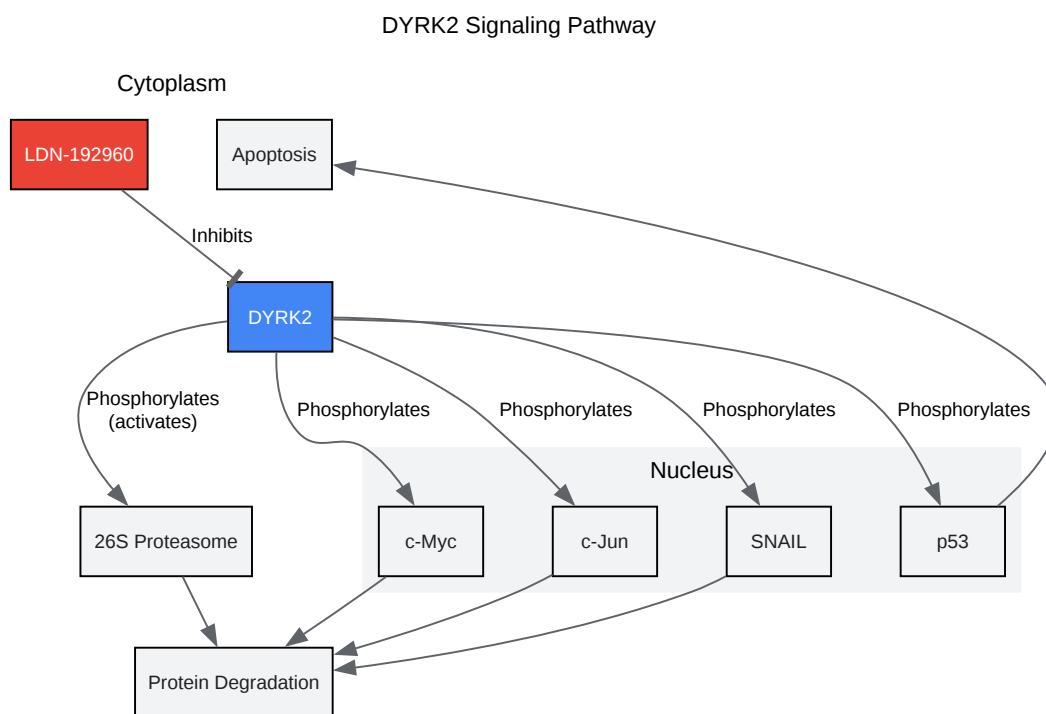 DYRK2 Signaling Pathway
Cytoplasm
LDN-192960
Apoptosis
Inhibits
DYRK2
Phosphorylates
(activates)
Phosphorylates
Phosphorylates
Phosphorylates
Phosphorylates
Nucleus
26S Proteasome
c-Myc
c-Jun
SNAIL
p53
Protein Degradation